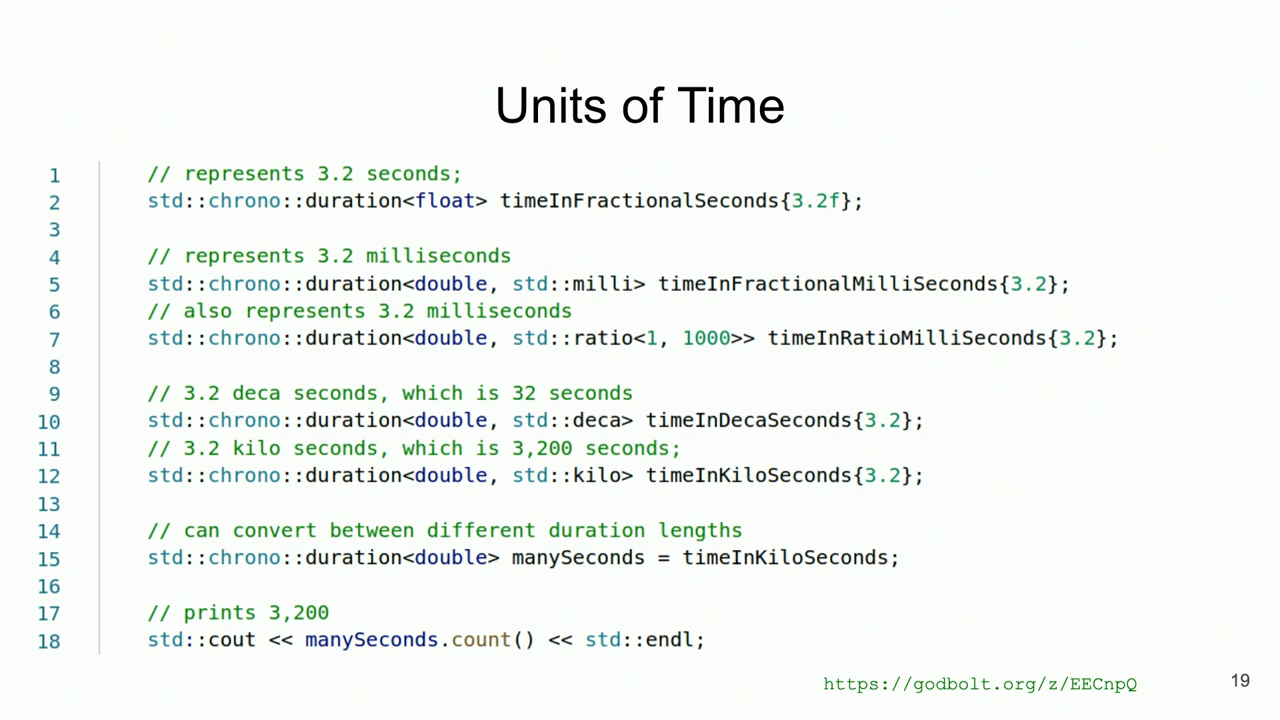 Units of Time
1 // represents 3.2 seconds;
2 std::chrono::duration<float> timeInFractionalSeconds{3.2f};
3
4 // represents 3.2 milliseconds
5 std::chrono::duration<double, std::milli> timeInFractionalMilliSeconds{3.2};
6 // also represents 3.2 milliseconds
7 std::chrono::duration<double, std::ratio<1, 1000>> timeInRatioMilliSeconds{3.2};
8
9 // 3.2 deca seconds, which is 32 seconds
10 std::chrono::duration<double, std::deca> timeInDecaSeconds{3.2};
11 // 3.2 kilo seconds, which is 3,200 seconds;
12 std::chrono::duration<double, std::kilo> timeInKiloSeconds{3.2};
13
14 // can convert between different duration lengths
15 std::chrono::duration<double> manySeconds = timeInKiloSeconds;
16
17 // prints 3,200
18 std::cout << manySeconds.count() << std::endl;
https://godbolt.org/z/EECnpQ
19